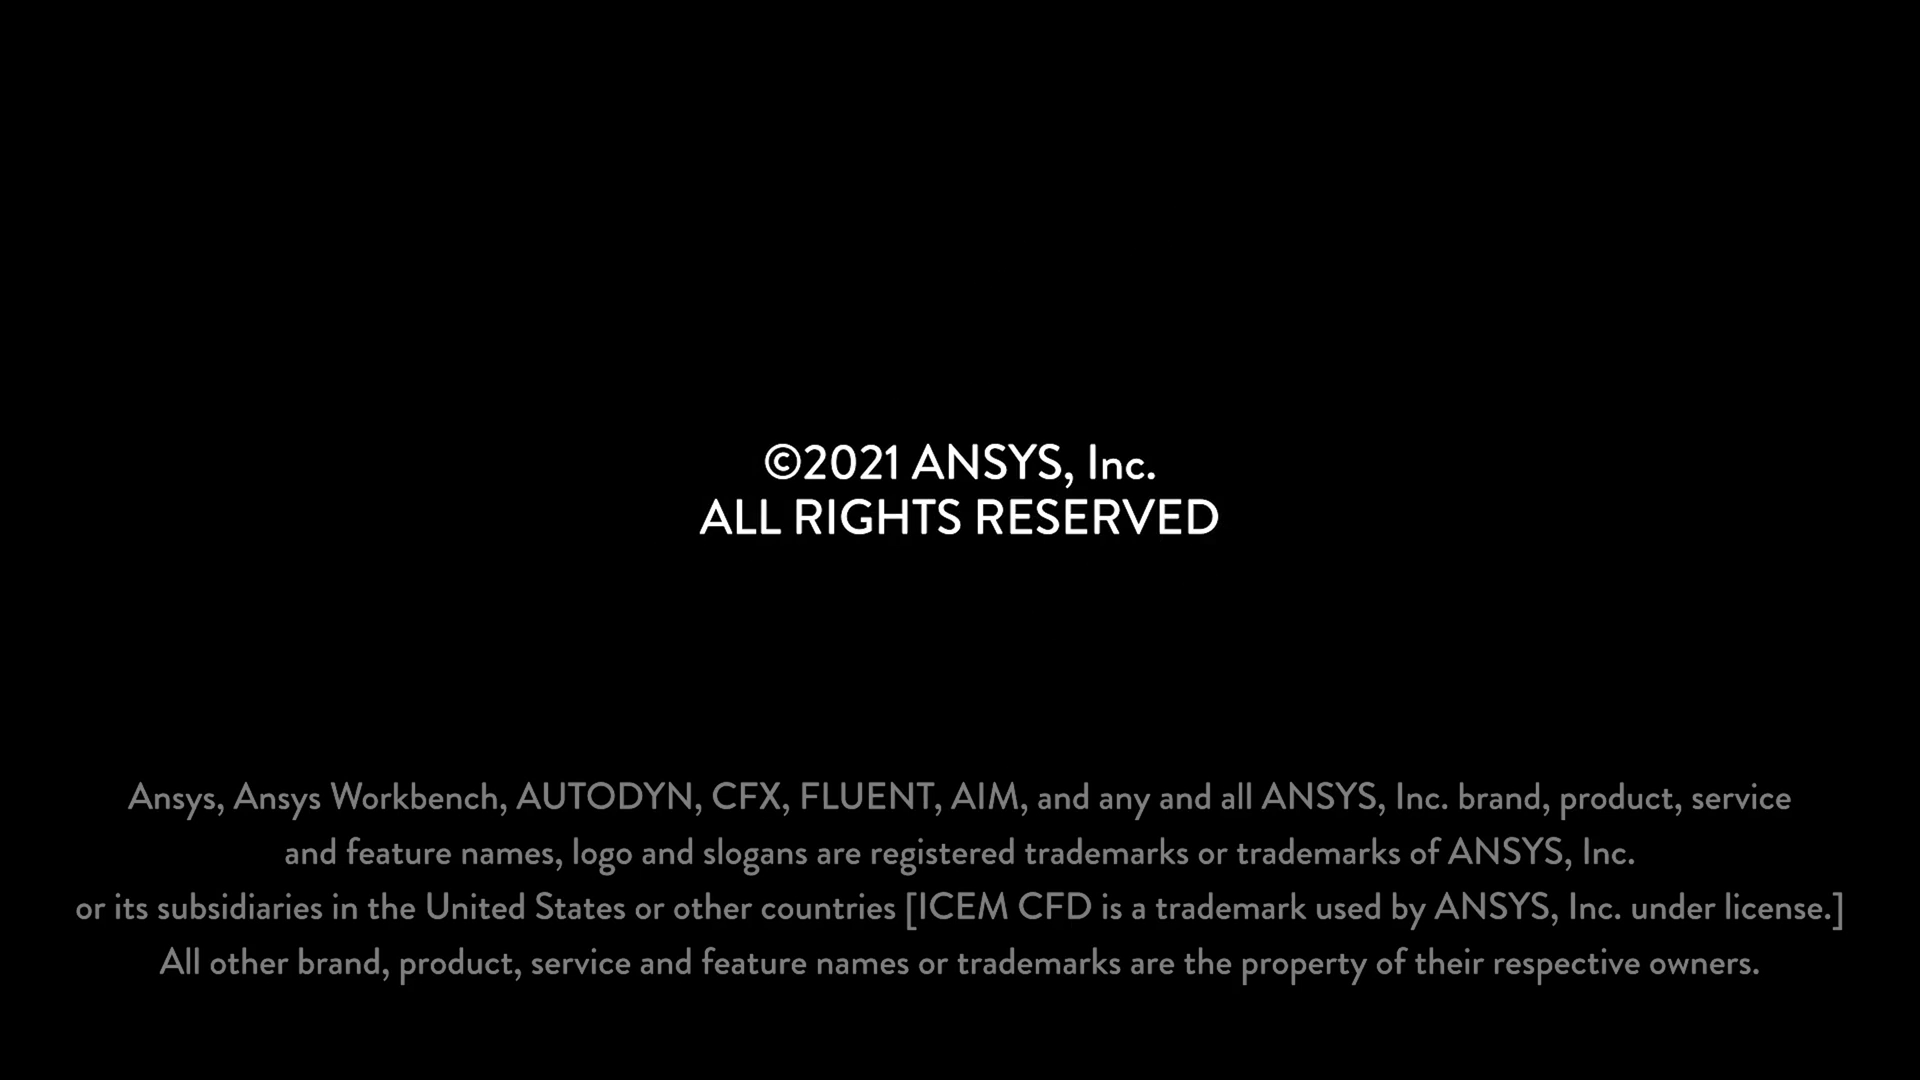 ©2021 ANSYS, Inc.
ALL RIGHTS RESERVED
Ansys, Ansys Workbench, AUTODYN, CFX, FLUENT, AIM, and any and all ANSYS, Inc. brand, product, service
and feature names, logo and slogans are registered trademarks or trademarks of ANSYS, Inc.
or its subsidiaries in the United States or other countries [ICEM CFD is a trademark used by ANSYS, Inc. under license.]
All other brand, product, service and feature names or trademarks are the property of their respective owners.